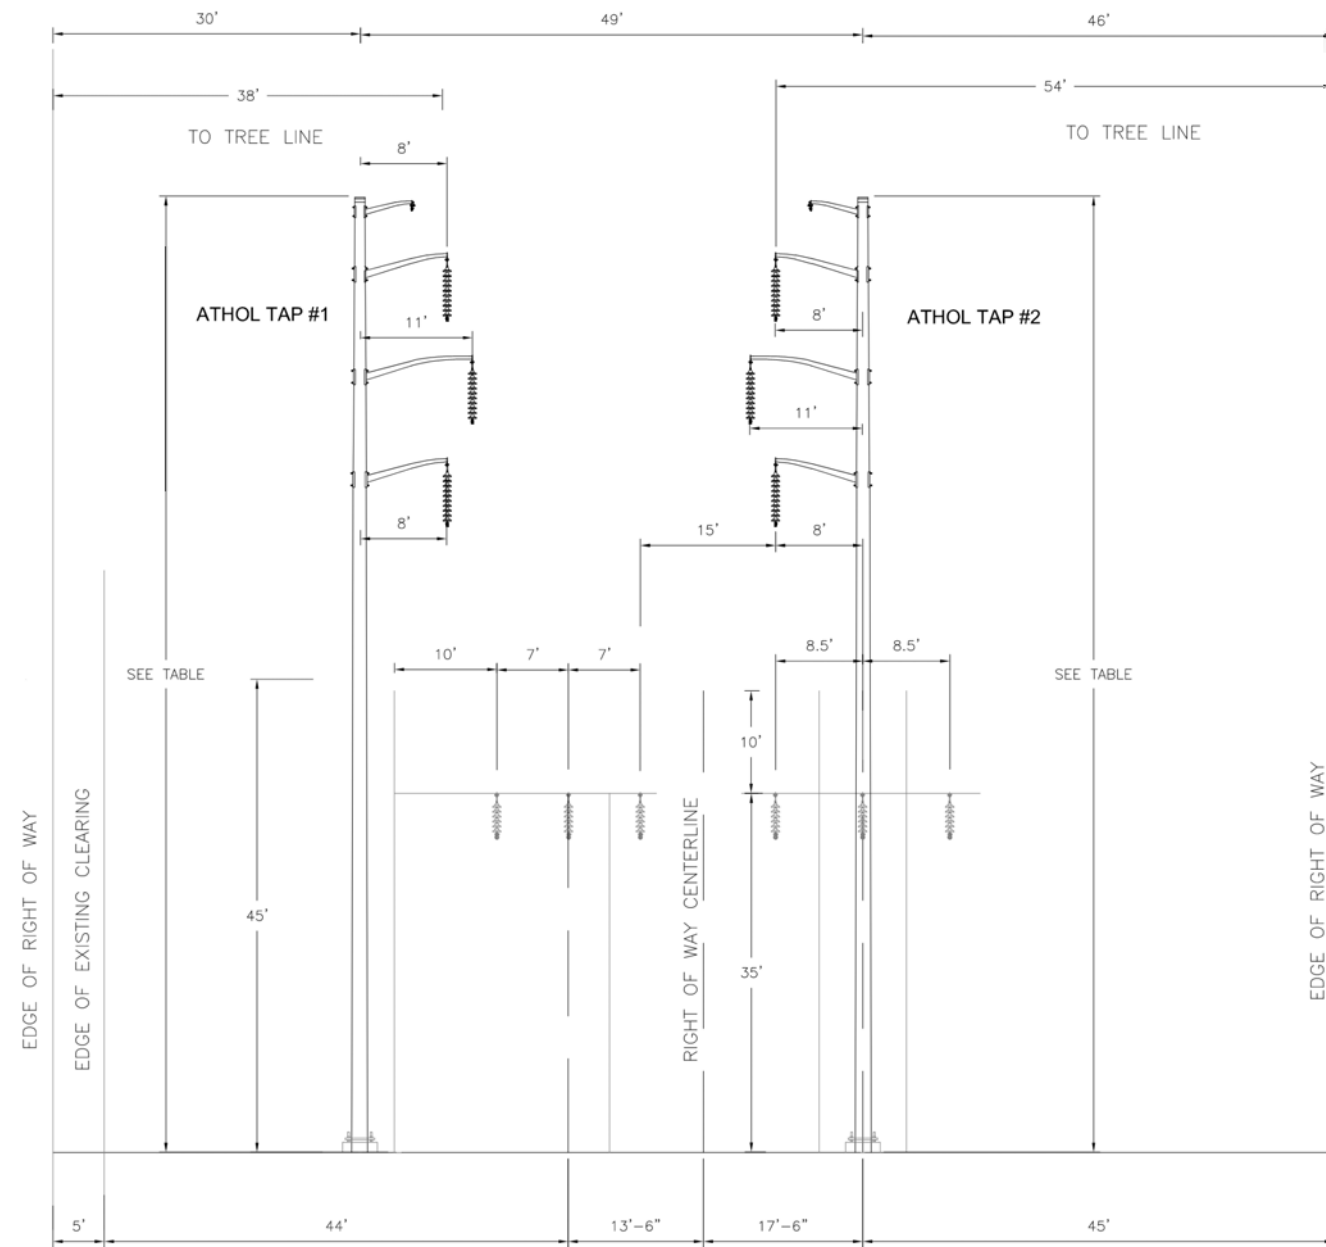 30'
49'
46'
38'
54'
TO TREE LINE
TO TREE LINE
8'
ATHOL TAP #1
11'
8'
ATHOL TAP #2
11'
8'
15'
8'
10'
7'
7'
8.5'
8.5'
SEE TABLE
SEE TABLE
10'
45'
35'
EDGE OF RIGHT OF WAY
EDGE OF EXISTING CLEARING
RIGHT OF WAY CENTERLINE
EDGE OF RIGHT OF WAY
5'
44'
13'-6"
17'-6"
45'